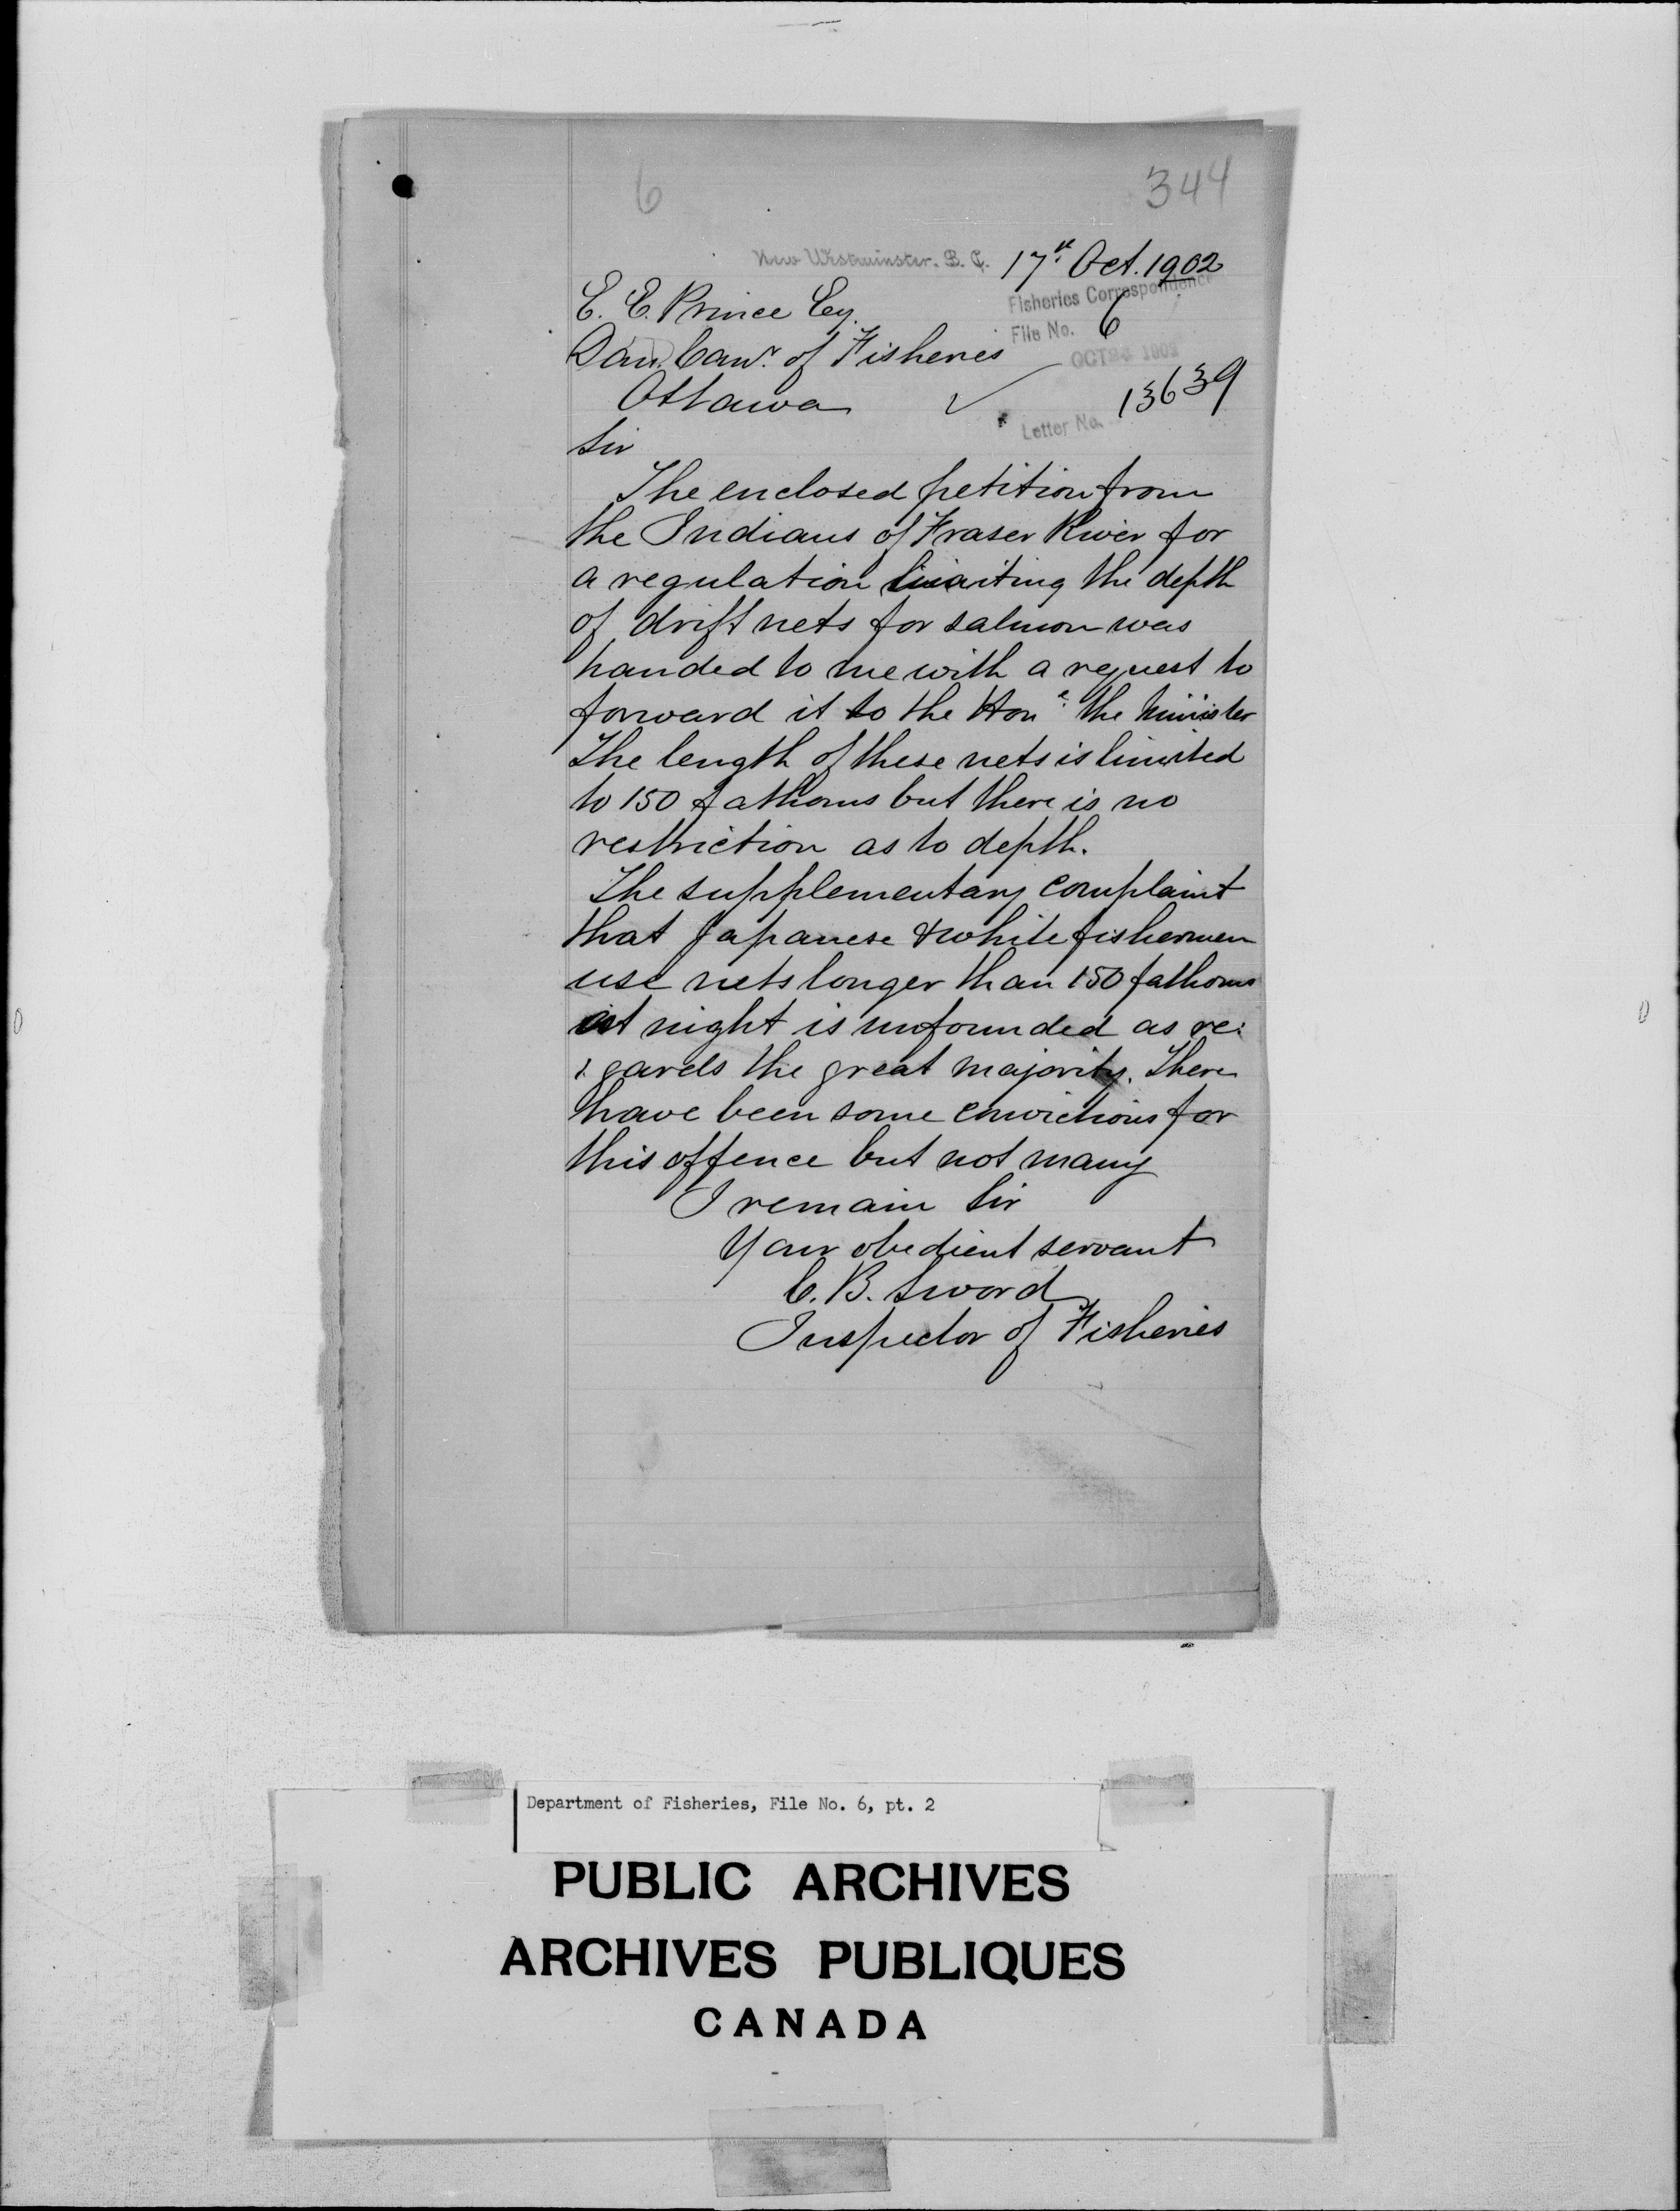 6
344
New Westminster. B. C. 17th Oct. 1902
Fisheries Correspondence
E. E. Prince Esq.
File No. 6
Dom. Comr. of Fisheries
OCT 24 1902
Ottawa
13639
Letter No.
Sir
The enclosed petition from
the Indians of Fraser River for
a regulation limiting the depth
of drift nets for salmon was
handed to me with a request to
forward it to the Hone. the Minister
The length of these nets is limited
to 150 fathoms but there is no
restriction as to depth.
The supplementary complaint
that Japanese & white fishermen
use nets longer than 150 fathoms
at night is unfounded as re:
:gards the great majority. There
have been some convictions for
this offence but not many
I remain Sir
Your obedient servant
C. B. Sword
Inspector of Fisheries
Department of Fisheries, File No. 6, pt. 2
PUBLIC ARCHIVES
ARCHIVES PUBLIQUES
CANADA